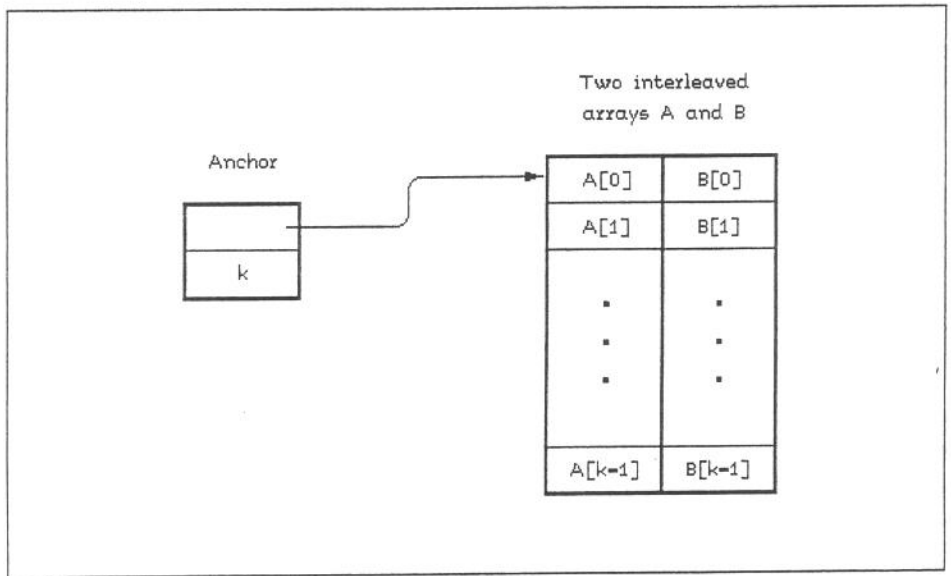 Two interleaved
arrays A and B
Anchor
A[0] B[0]
A[1] B[1]
k
A[k-1] B[k-1]